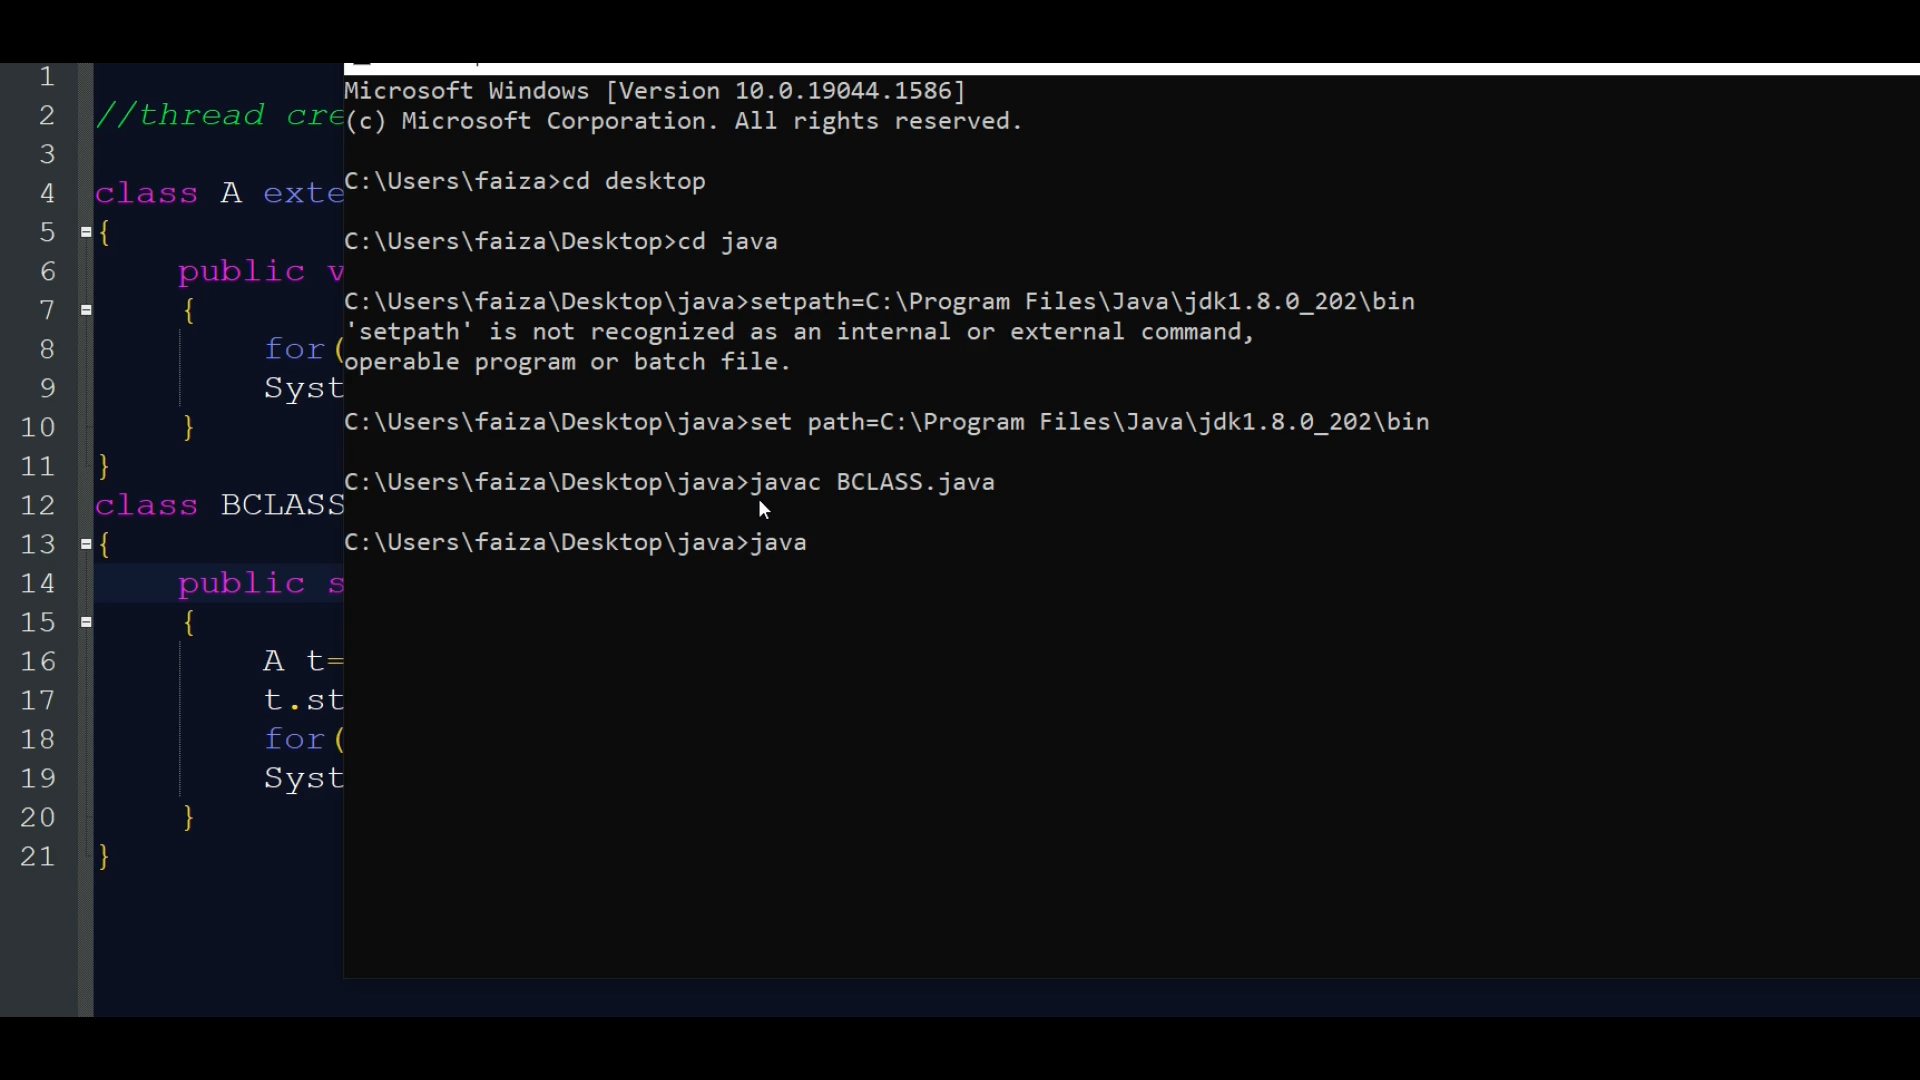 1
2 //thread cre
3
4 class A exte
5 {
6 public v
7 {
8 for(
9 Syst
10 }
11 }
12 class BCLASS
13 {
14 public s
15 {
16 A t=
17 t.st
18 for(
19 Syst
20 }
21 }
Microsoft Windows [Version 10.0.19044.1586]
(c) Microsoft Corporation. All rights reserved.
C:\Users\faiza>cd desktop
C:\Users\faiza\Desktop>cd java
C:\Users\faiza\Desktop\java>setpath=C:\Program Files\Java\jdk1.8.0_202\bin
'setpath' is not recognized as an internal or external command,
operable program or batch file.
C:\Users\faiza\Desktop\java>set path=C:\Program Files\Java\jdk1.8.0_202\bin
C:\Users\faiza\Desktop\java>javac BCLASS.java
C:\Users\faiza\Desktop\java>java